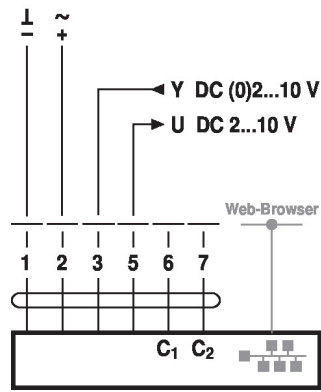 ⊥ ~
− +
Y DC (0)2...10 V
U DC 2...10 V
Web-Browser
1 2 3 5 6 7
C₁ C₂